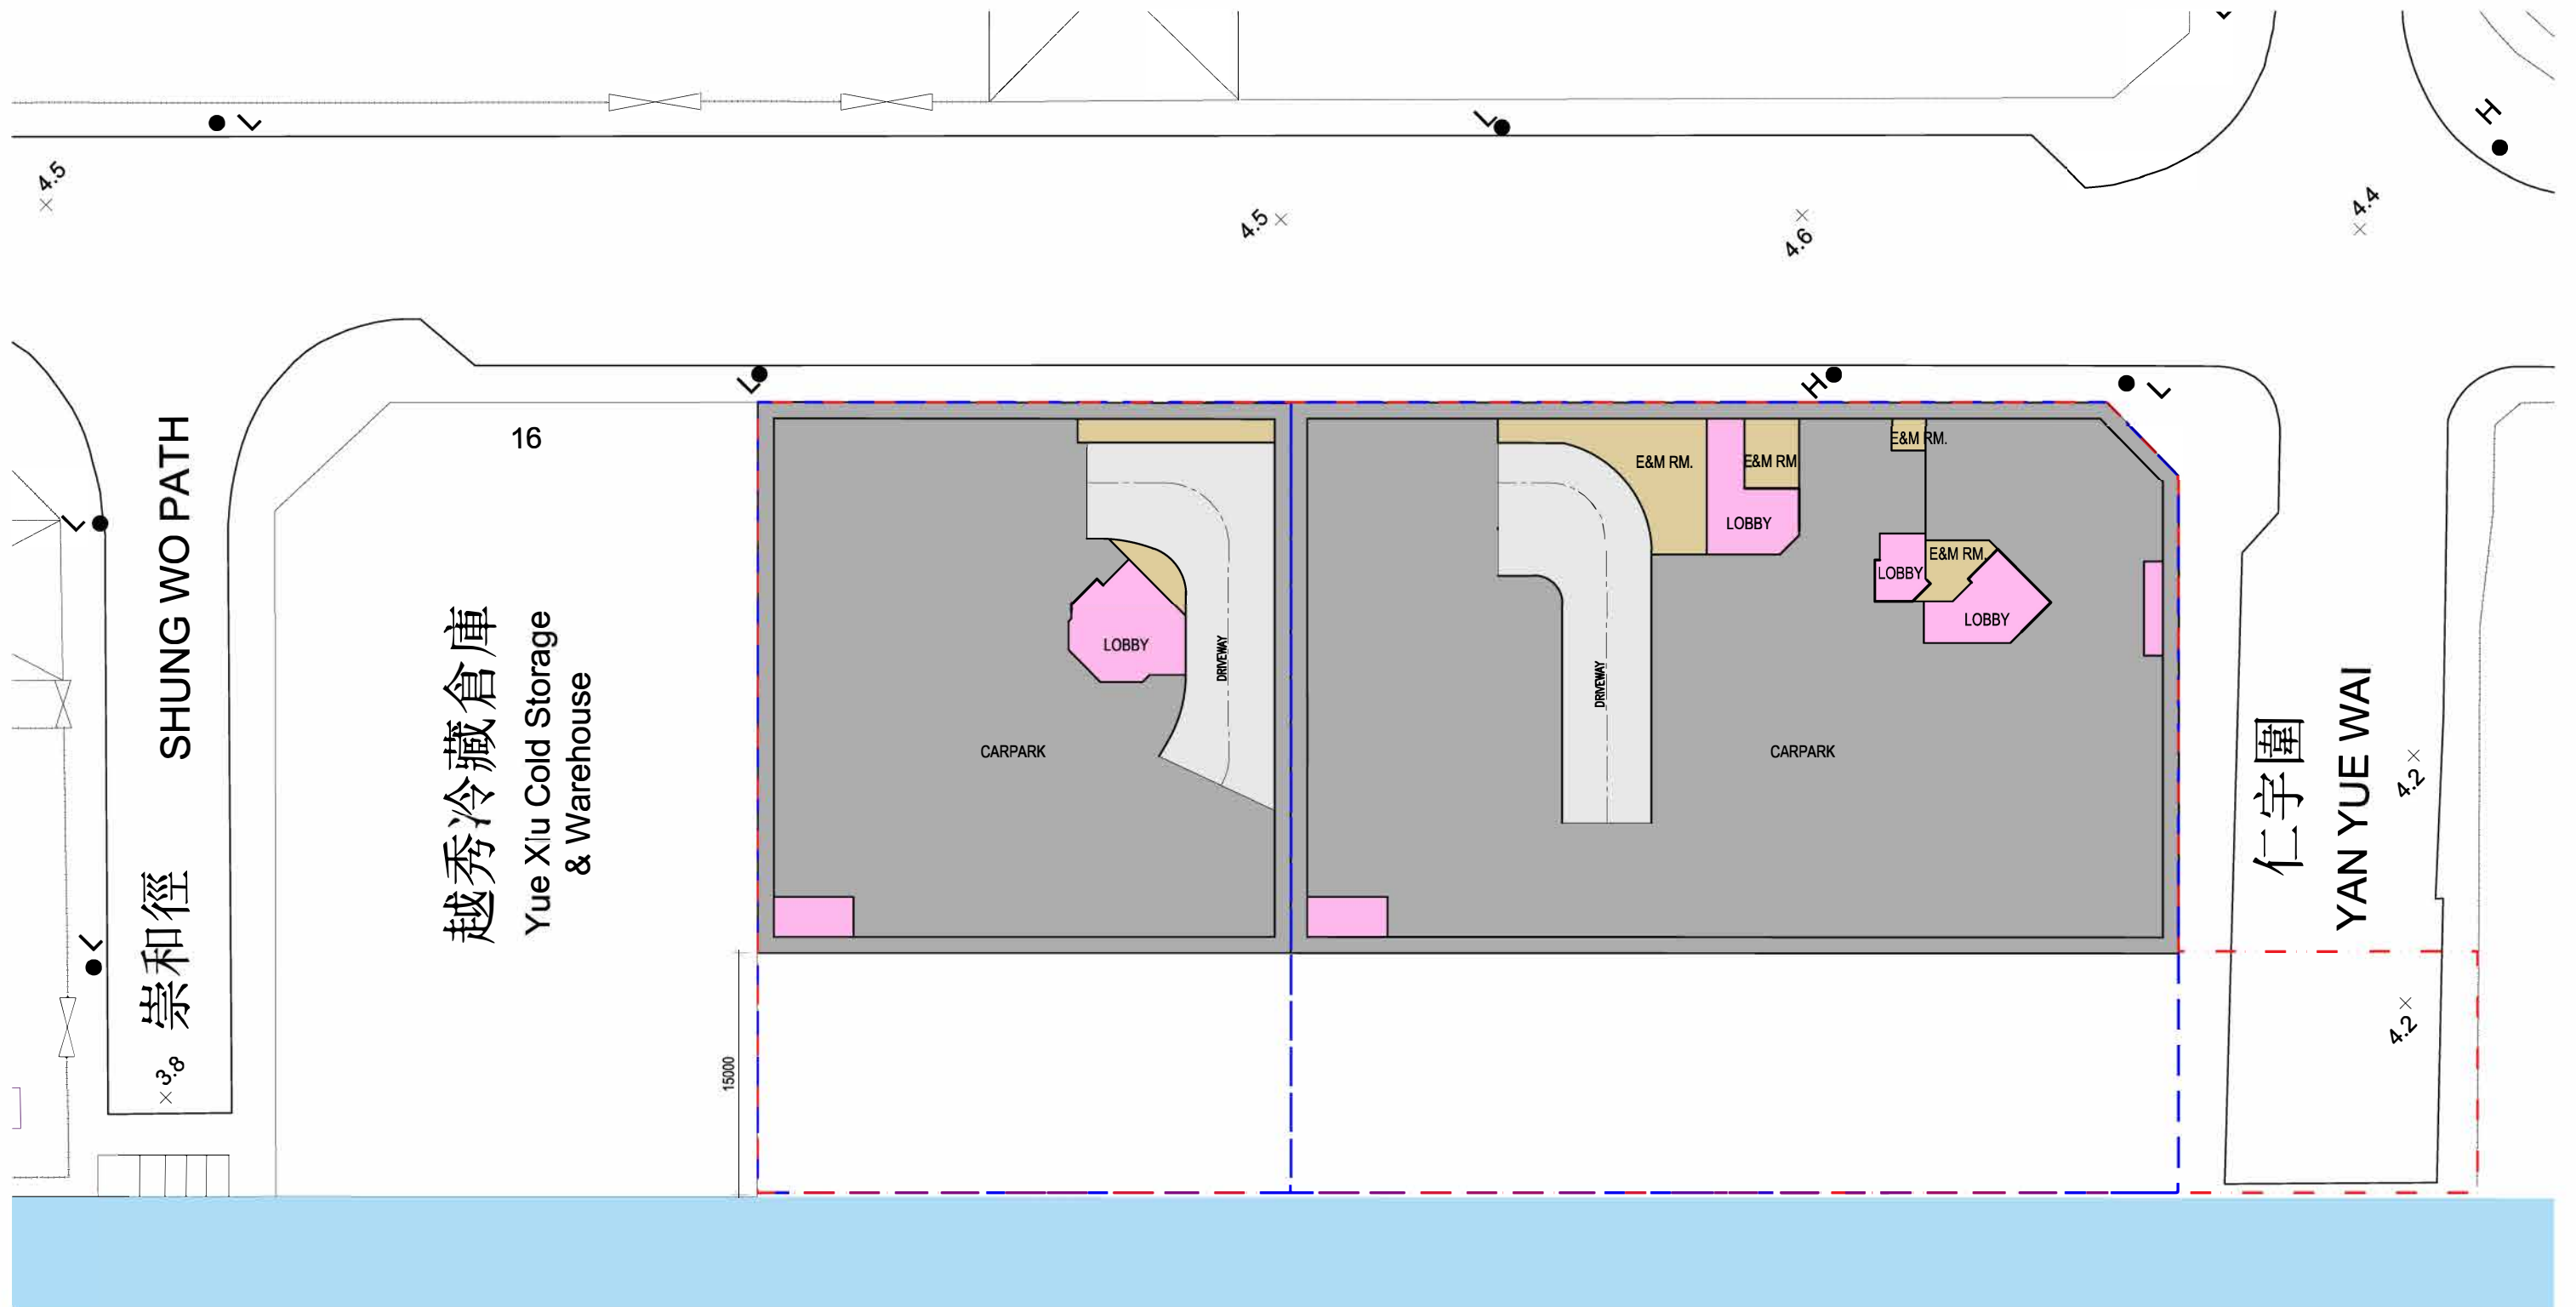 L
L
H
4.5
4.5
4.6
4.4
L
H
L
16
E&M RM.
E&M RM.
E&M RM
LOBBY
L
SHUNG WO PATH
崇和徑
越秀冷藏倉庫
Yue Xiu Cold Storage
& Warehouse
E&M RM.
LOBBY
LOBBY
LOBBY
DRIVEWAY
DRIVEWAY
CARPARK
CARPARK
仁宇圍
YAN YUE WAI
4.2
L
4.2
3.8
15000